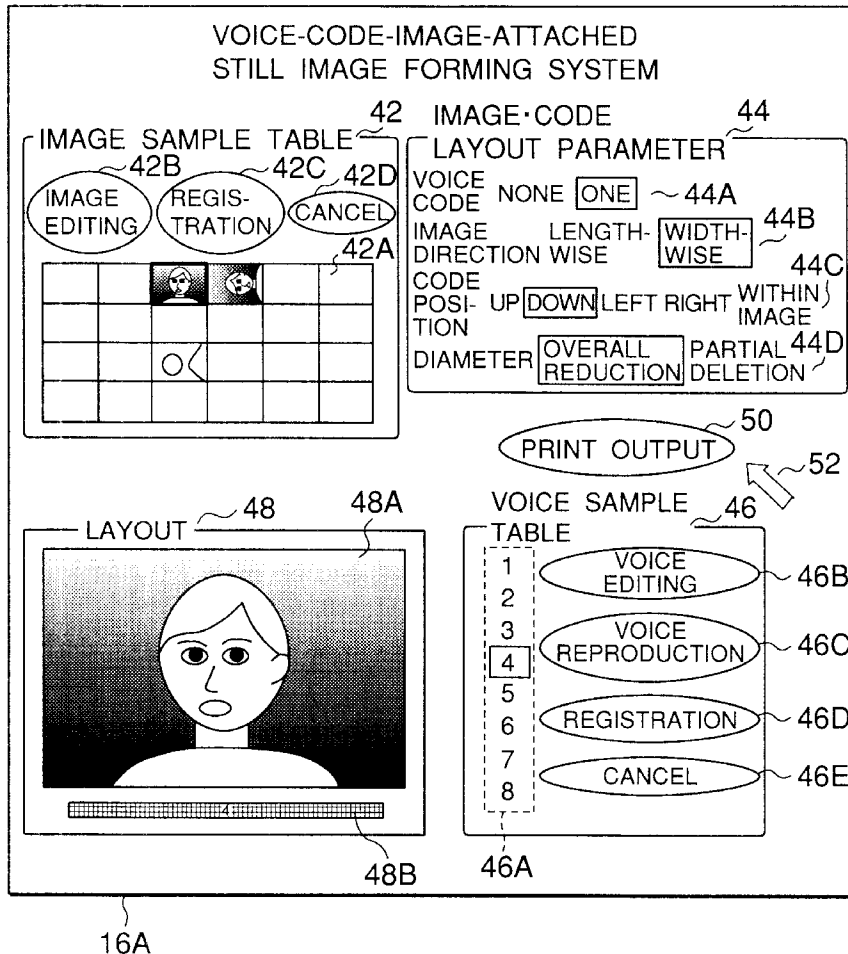 VOICE-CODE-IMAGE-ATTACHED
STILL IMAGE FORMING SYSTEM
IMAGE SAMPLE TABLE 42
42B 42C 42D
IMAGE
EDITING
REGIS-
TRATION
CANCEL
42A
IMAGE·CODE
LAYOUT PARAMETER 44
VOICE
CODE NONE ONE 44A
IMAGE
DIRECTION LENGTH-
WISE WIDTH-
WISE 44B
CODE
POSI-
TION UP DOWN LEFT RIGHT WITHIN
IMAGE 44C
DIAMETER OVERALL
REDUCTION PARTIAL
DELETION 44D
PRINT OUTPUT 50
52
LAYOUT 48
48A
4
48B
VOICE SAMPLE
TABLE 46
1
2
3
4
5
6
7
8
VOICE
EDITING 46B
VOICE
REPRODUCTION 46C
REGISTRATION 46D
CANCEL 46E
46A
16A